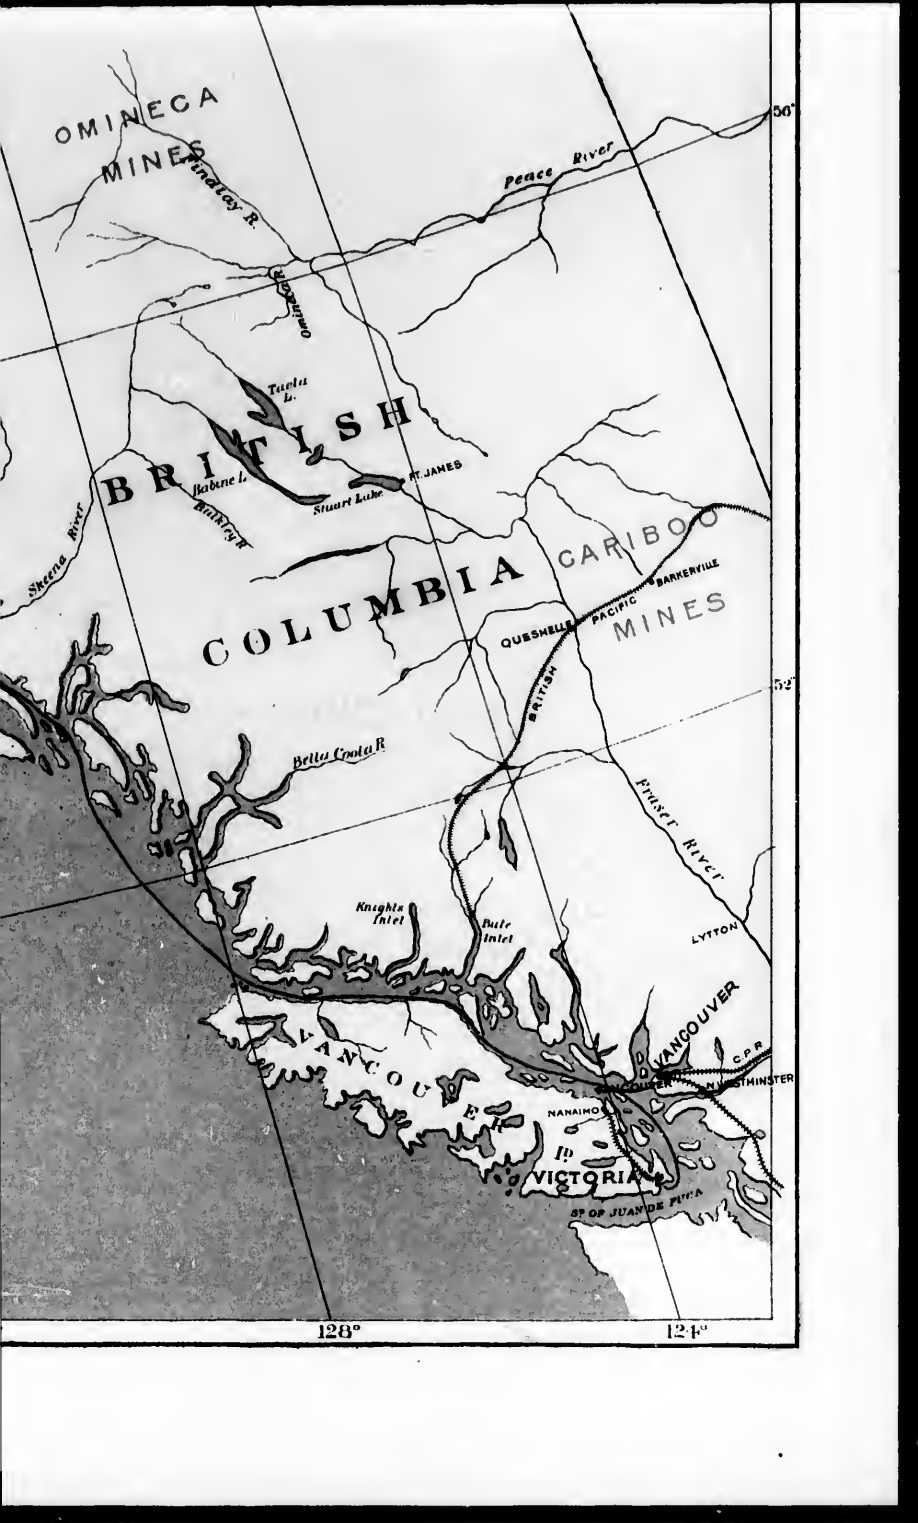 OMINECA
MINES
Findlay R.
Peace River
56°
Omineca R.
Tacla
L.
BRITISH
Babine L.
Stuart Lake
FT. JAMES
Bulkley R.
Skeena River
COLUMBIA
CARIBOO
MINES
BARKERVILLE
QUESNELLE
BRITISH PACIFIC
52°
Bella Coola R.
Fraser River
Knights
Inlet
Bute
Inlet
LYTTON
VANCOUVER
C.P.R.
N. WESTMINSTER
VANCOUVER
ID.
NANAIMO
VICTORIA
ST. OF JUAN DE FUCA
128°
124°